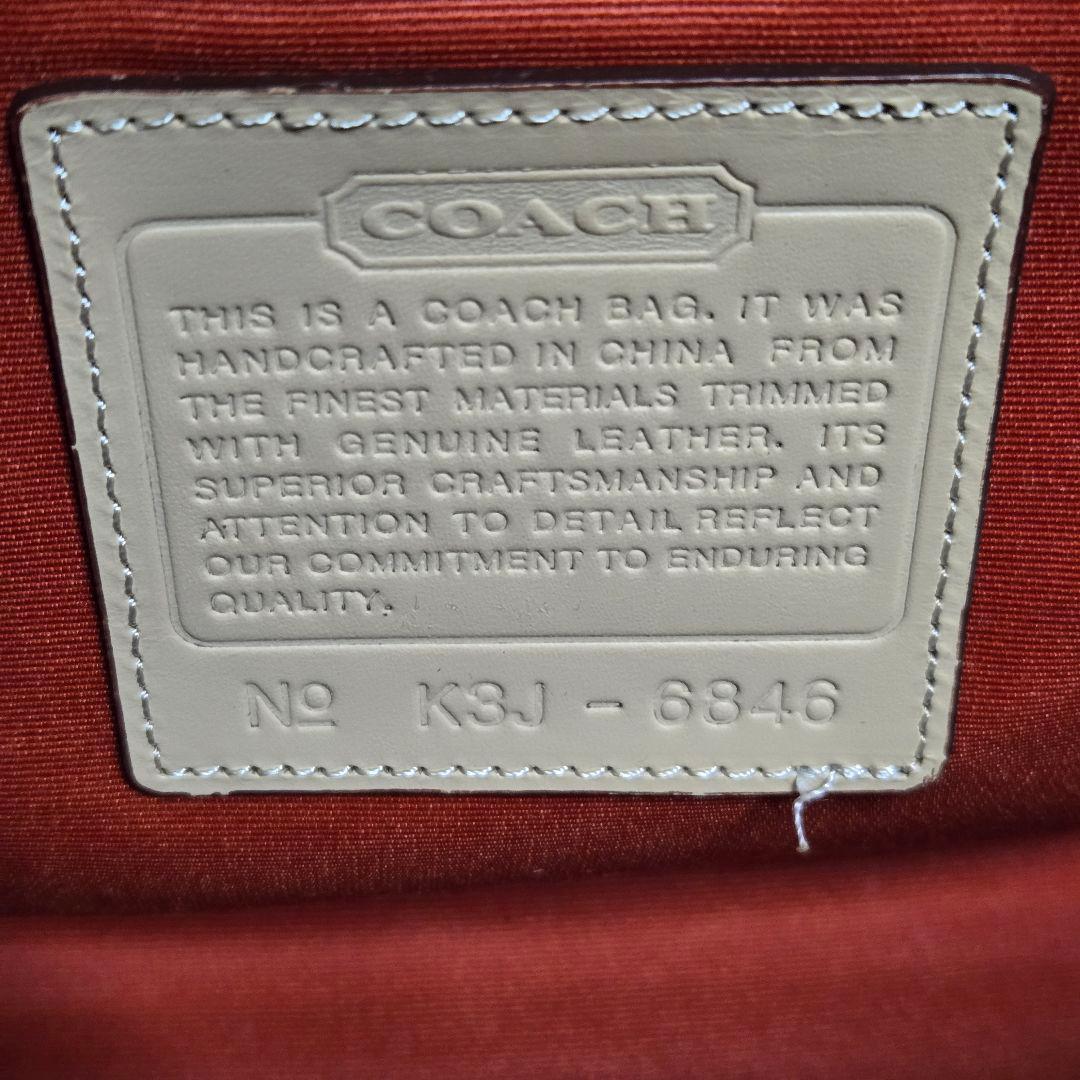 COACH
THIS IS A COACH BAG. IT WAS
HANDCRAFTED IN CHINA FROM
THE FINEST MATERIALS TRIMMED
WITH GENUINE LEATHER. ITS
SUPERIOR CRAFTSMANSHIP AND
ATTENTION TO DETAIL REFLECT
OUR COMMITMENT TO ENDURING
QUALITY.
Nº K3J - 6846